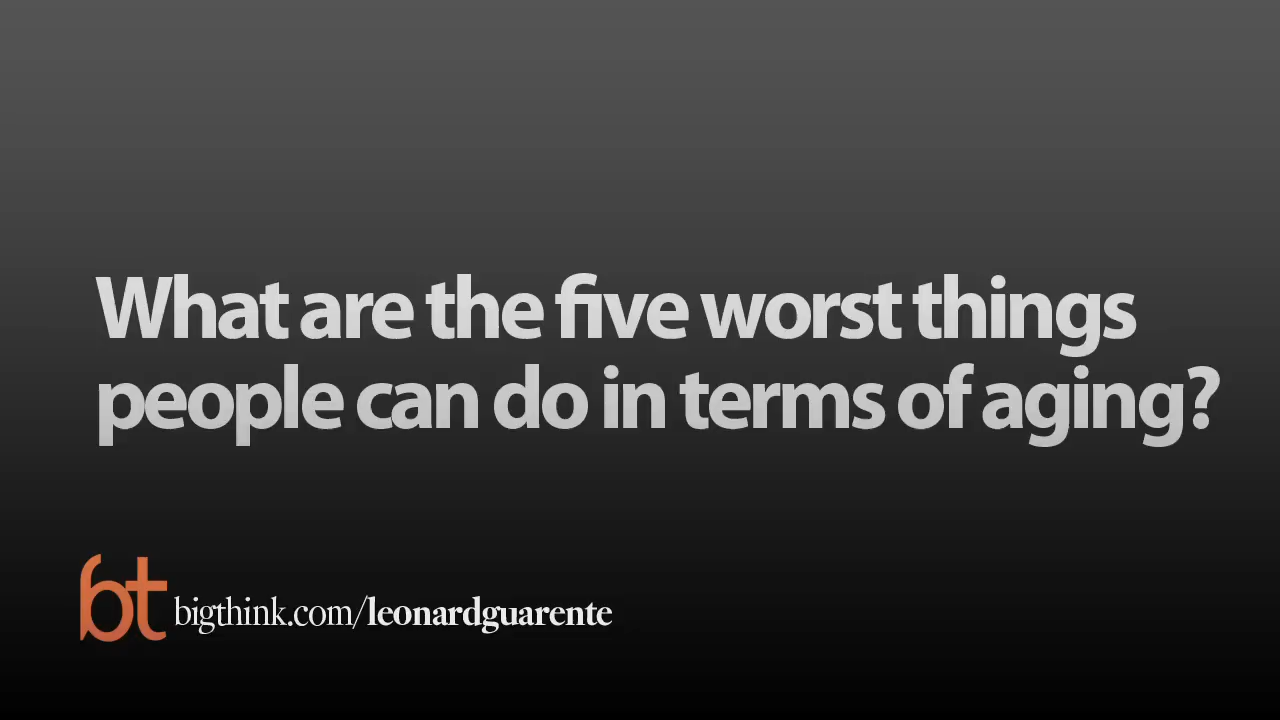 What are the five worst things
people can do in terms of aging?
bt bigthink.com/leonardguarente